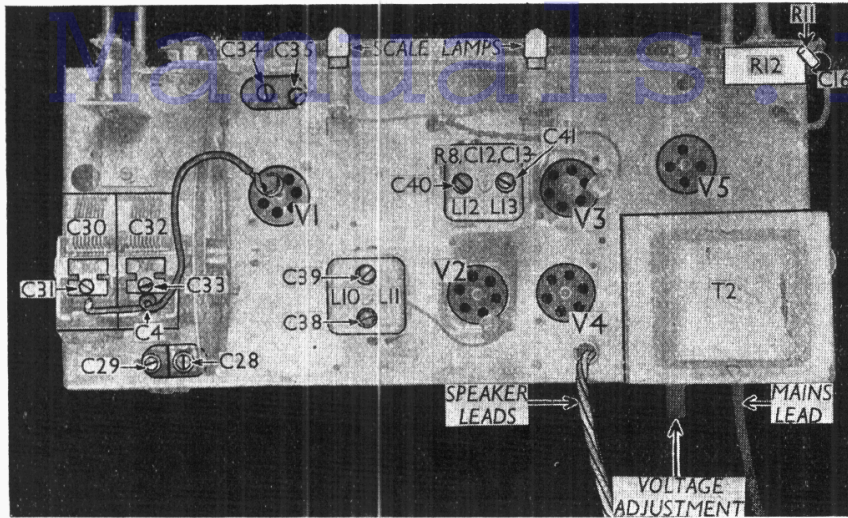 Manuals
R11
C34
C35
SCALE LAMPS
R12
C16
C41
R8,C12,C13
C40
L12
L13
V1
V3
V5
C30
C32
C31
C33
C4
C39
L10
L11
C38
V2
V4
T2
C29
C28
SPEAKER
LEADS
MAINS
LEAD
VOLTAGE
ADJUSTMENT